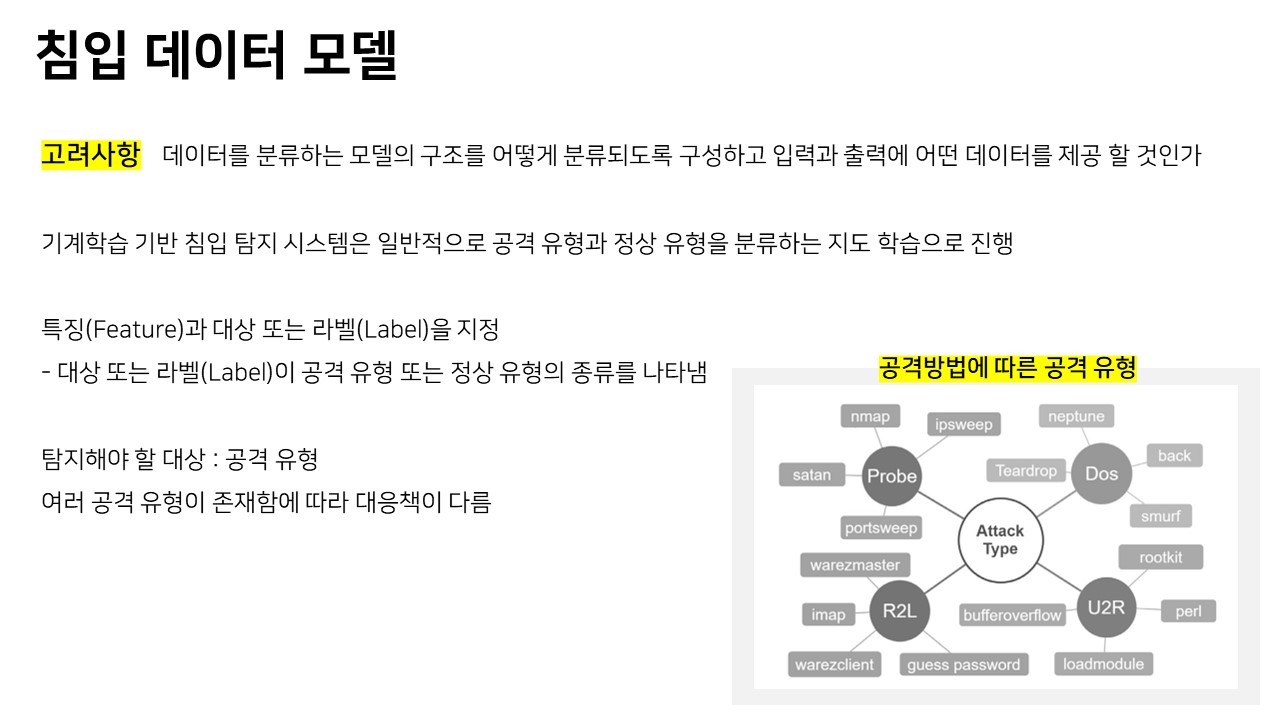 침입 데이터 모델
고려사항 데이터를 분류하는 모델의 구조를 어떻게 분류되도록 구성하고 입력과 출력에 어떤 데이터를 제공 할 것인가
기계학습 기반 침입 탐지 시스템은 일반적으로 공격 유형과 정상 유형을 분류하는 지도 학습으로 진행
특징(Feature)과 대상 또는 라벨(Label)을 지정
- 대상 또는 라벨(Label)이 공격 유형 또는 정상 유형의 종류를 나타냄
탐지해야 할 대상 : 공격 유형
여러 공격 유형이 존재함에 따라 대응책이 다름
공격방법에 따른 공격 유형
nmap
ipsweep
satan
Probe
portsweep
neptune
back
Teardrop
Dos
smurf
Attack
Type
warezmaster
imap
R2L
warezclient
guess password
rootkit
bufferoverflow
U2R
perl
loadmodule